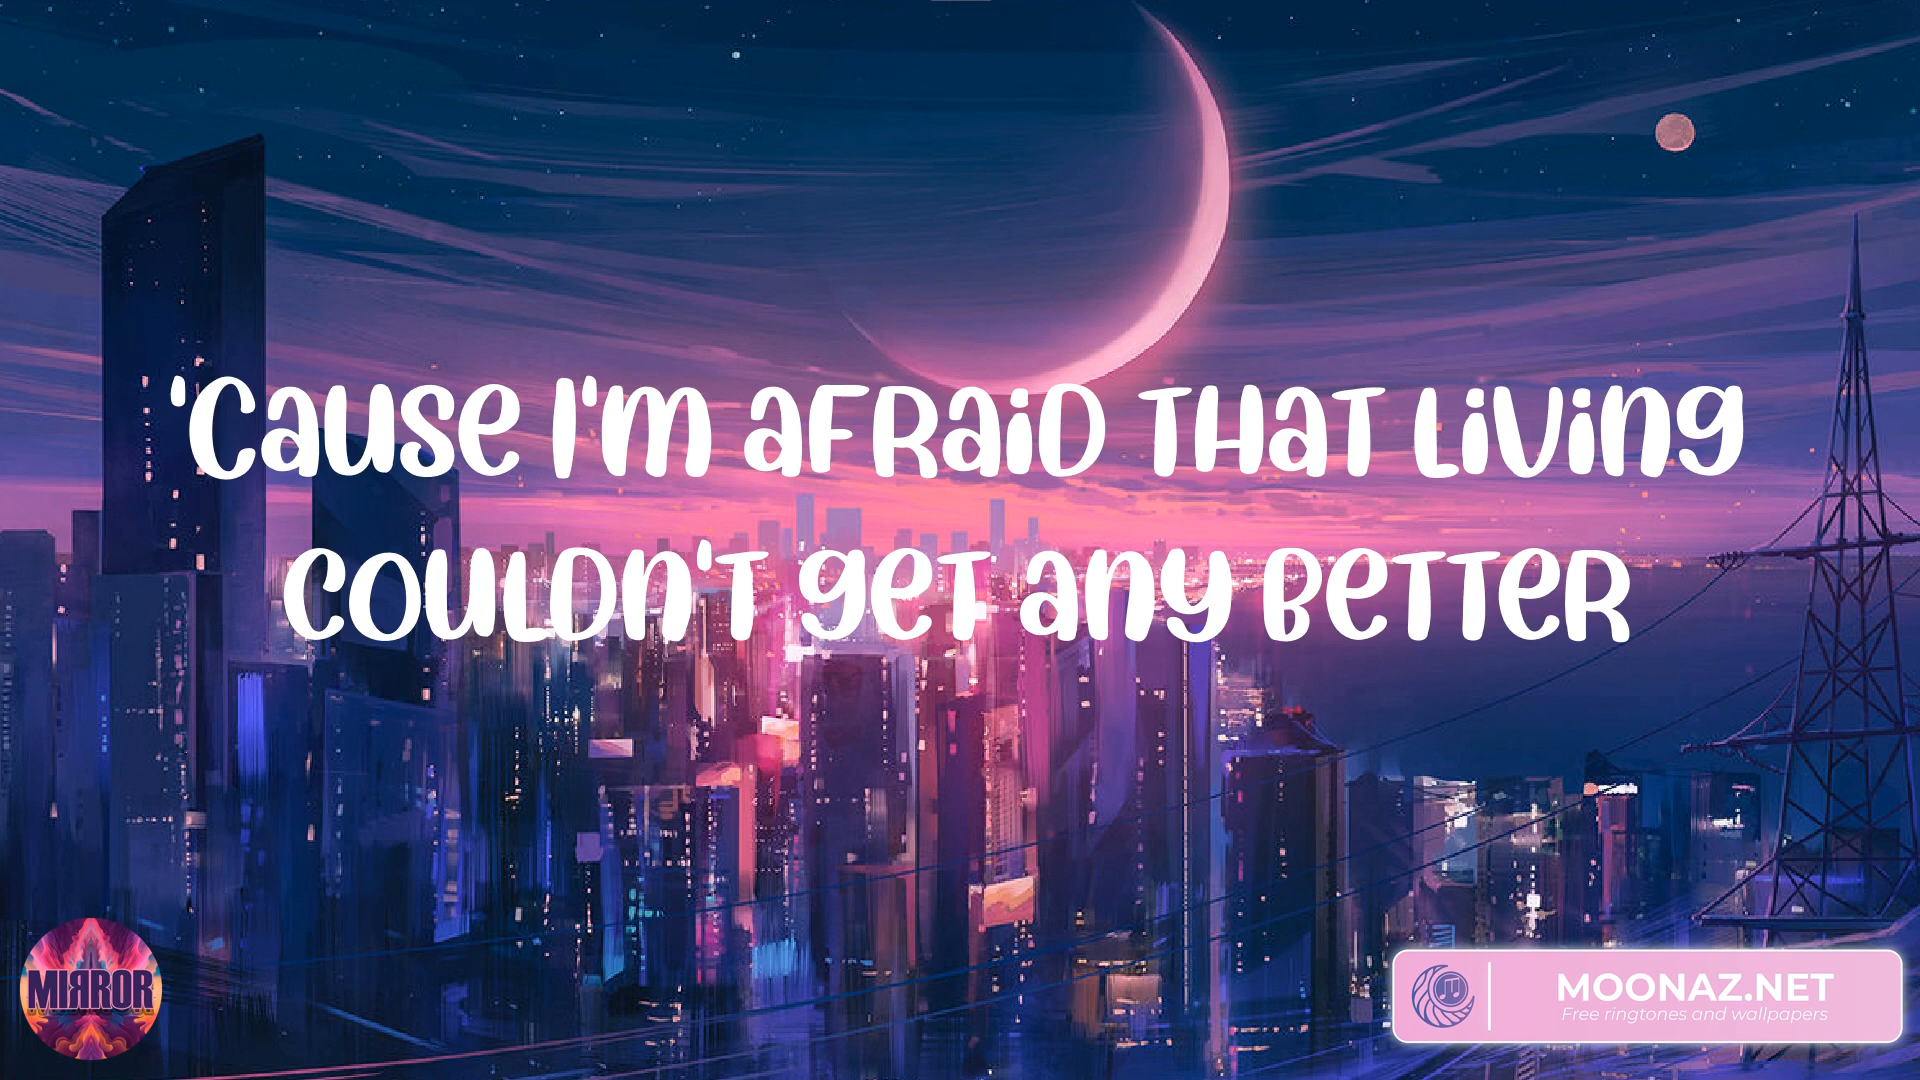 'Cause I'm afraid that living
couldn't get any better
MIRROR
MOONAZ.NET
Free ringtones and wallpapers